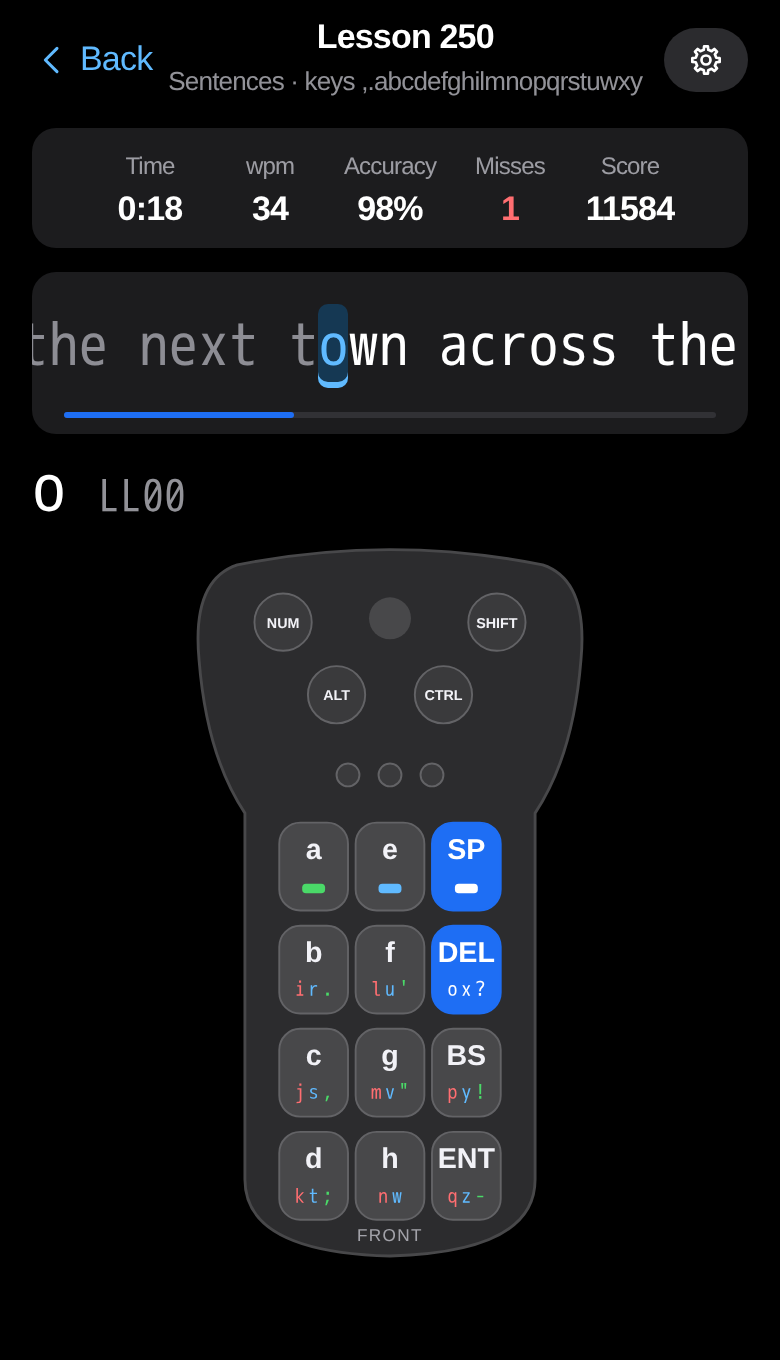 Back
Lesson 250
Sentences · keys ,.abcdefghilmnopqrstuwxy
Time wpm Accuracy Misses Score
0:18 34 98% 1 11584
the next town across the
o LL00
NUM SHIFT
ALT CTRL
a e SP
b f DEL
ir. lu' ox?
c g BS
js, mv" py!
d h ENT
kt; nw qz-
FRONT